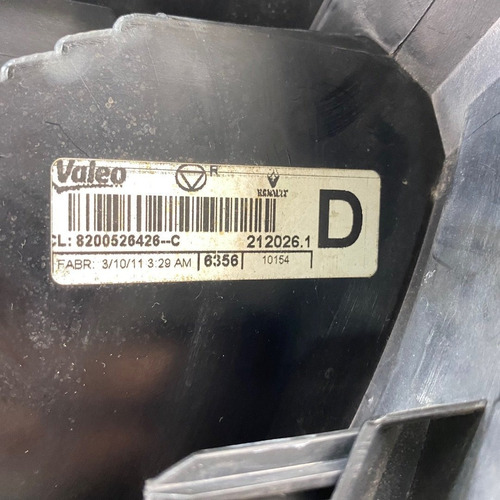 Valeo R RENAULT
CL: 8200526426--C 212026.1 D
FABR: 3/10/11 3:29 AM 6356 10154